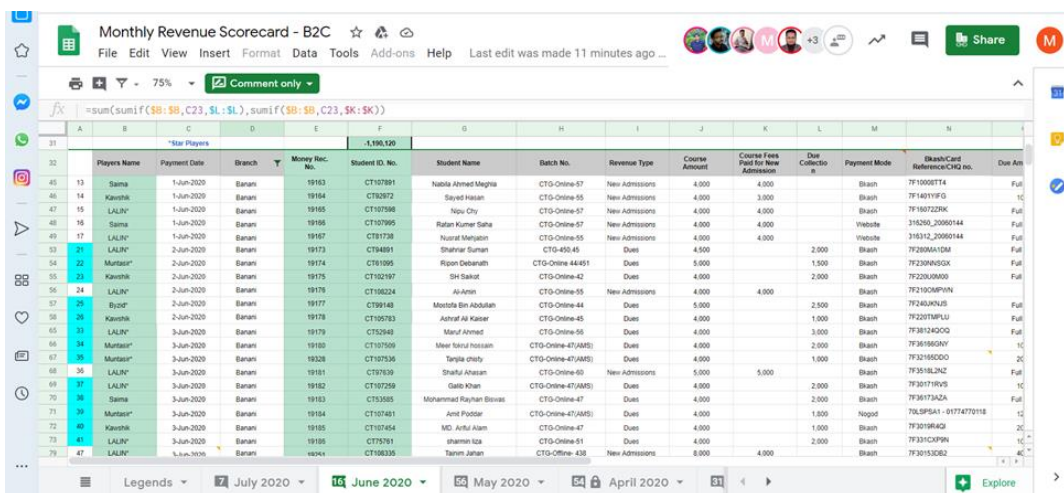 Monthly Revenue Scorecard - B2C
File Edit View Insert Format Data Tools Add-ons Help Last edit was made 11 minutes ago ...
M +3 Share M
75% Comment only
fx =sum(sumif($B:$B,C23,$L:$L),sumif($B:$B,C23,$K:$K))
A B C D E F G H I J K L M N
31 *Star Players -1,190,120
32 Players Name Payment Date Branch Money Rec. No. Student ID. No. Student Name Batch No. Revenue Type Course Amount Course Fees Paid for New Admission Due Collection Payment Mode Bkash/Card Reference/CHQ no. Due Am
45 13 Saima 1-Jun-2020 Banani 19163 CT107891 Nabila Ahmed Meghla CTG-Online-57 New Admissions 4,000 4,000 Bkash 7F10008TT4 Full
46 14 Kavshik 1-Jun-2020 Banani 19164 CT92972 Sayed Hasan CTG-Online-55 New Admissions 4,000 3,000 Bkash 7F1401YIFG 10
47 15 LALIN* 1-Jun-2020 Banani 19165 CT107598 Nipu Chy CTG-Online-57 New Admissions 4,000 4,000 Bkash 7F16072ZRK Full
48 16 Saima 1-Jun-2020 Banani 19166 CT107995 Ratan Kumer Saha CTG-Online-57 New Admissions 4,000 4,000 Website 316260_20060144 Full
49 17 LALIN* 1-Jun-2020 Banani 19167 CT81738 Nusrat Mehjabin CTG-Online-55 New Admissions 4,000 4,000 Website 316312_20060144 Full
53 21 LALIN* 2-Jun-2020 Banani 19173 CT94891 Shahnar Suman CTG-450,45 Dues 4,500 2,000 Bkash 7F280MA1DM Full
54 22 Muntasir* 2-Jun-2020 Banani 19174 CT61095 Ripon Debanath CTG-Online 44/451 Dues 5,000 1,500 Bkash 7F230NNSGX Full
55 23 Kavshik 2-Jun-2020 Banani 19175 CT102197 SH Saikot CTG-Online-42 Dues 4,000 2,000 Bkash 7F220U0M00 Full
56 24 LALIN* 2-Jun-2020 Banani 19176 CT108224 Al-Amin CTG-Online-55 New Admissions 4,000 4,000 Bkash 7F210OMPWN
57 25 Byzid* 2-Jun-2020 Banani 19177 CT99148 Mostofa Bin Abdullah CTG-Online-44 Dues 5,000 2,500 Bkash 7F240JKNJS Full
58 26 Kavshik 2-Jun-2020 Banani 19178 CT105783 Ashraf Ali Kaiser CTG-Online-45 Dues 4,000 1,000 Bkash 7F220TMPLU Full
65 33 LALIN* 3-Jun-2020 Banani 19179 CT52948 Maruf Ahmed CTG-Online-56 Dues 4,000 3,000 Bkash 7F38124QOQ Full
66 34 Muntasir* 3-Jun-2020 Banani 19180 CT107509 Meer fokrul hossain CTG-Online-47(AMS) Dues 4,000 2,000 Bkash 7F36166GNY 10
67 35 Muntasir* 3-Jun-2020 Banani 19328 CT107536 Tanjila chisty CTG-Online-47(AMS) Dues 4,000 1,000 Bkash 7F32165DDO 20
68 36 LALIN* 3-Jun-2020 Banani 19181 CT97639 Shaiful Ahasan CTG-Online-60 New Admissions 5,000 5,000 Bkash 7F3518L2NZ Full
69 37 LALIN* 3-Jun-2020 Banani 19182 CT107259 Galib Khan CTG-Online-47(AMS) Dues 4,000 2,000 Bkash 7F30171RVS 10
70 38 Saima 3-Jun-2020 Banani 19183 CT53585 Mohammad Rayhan Biswas CTG-Online-47 Dues 4,000 2,000 Bkash 7F36173AZA Full
71 39 Muntasir* 3-Jun-2020 Banani 19184 CT107481 Amit Poddar CTG-Online-47(AMS) Dues 4,000 1,800 Nogod 70LSPSA1 - 01774770118 12
72 40 Kavshik 3-Jun-2020 Banani 19185 CT107454 MD. Ariful Alam CTG-Online-47 Dues 4,000 1,000 Bkash 7F3019R4QI 20
73 41 LALIN* 3-Jun-2020 Banani 19186 CT75761 sharmin liza CTG-Online-51 Dues 4,000 2,000 Bkash 7F331CXP9N 10
79 47 LALIN* 3-Jun-2020 Banani 19251 CT108335 Tanim Jahan CTG-Offline- 438 New Admissions 8,000 4,000 Bkash 7F30153DB2 40
Legends 7 July 2020 16 June 2020 56 May 2020 54 April 2020 31 Explore